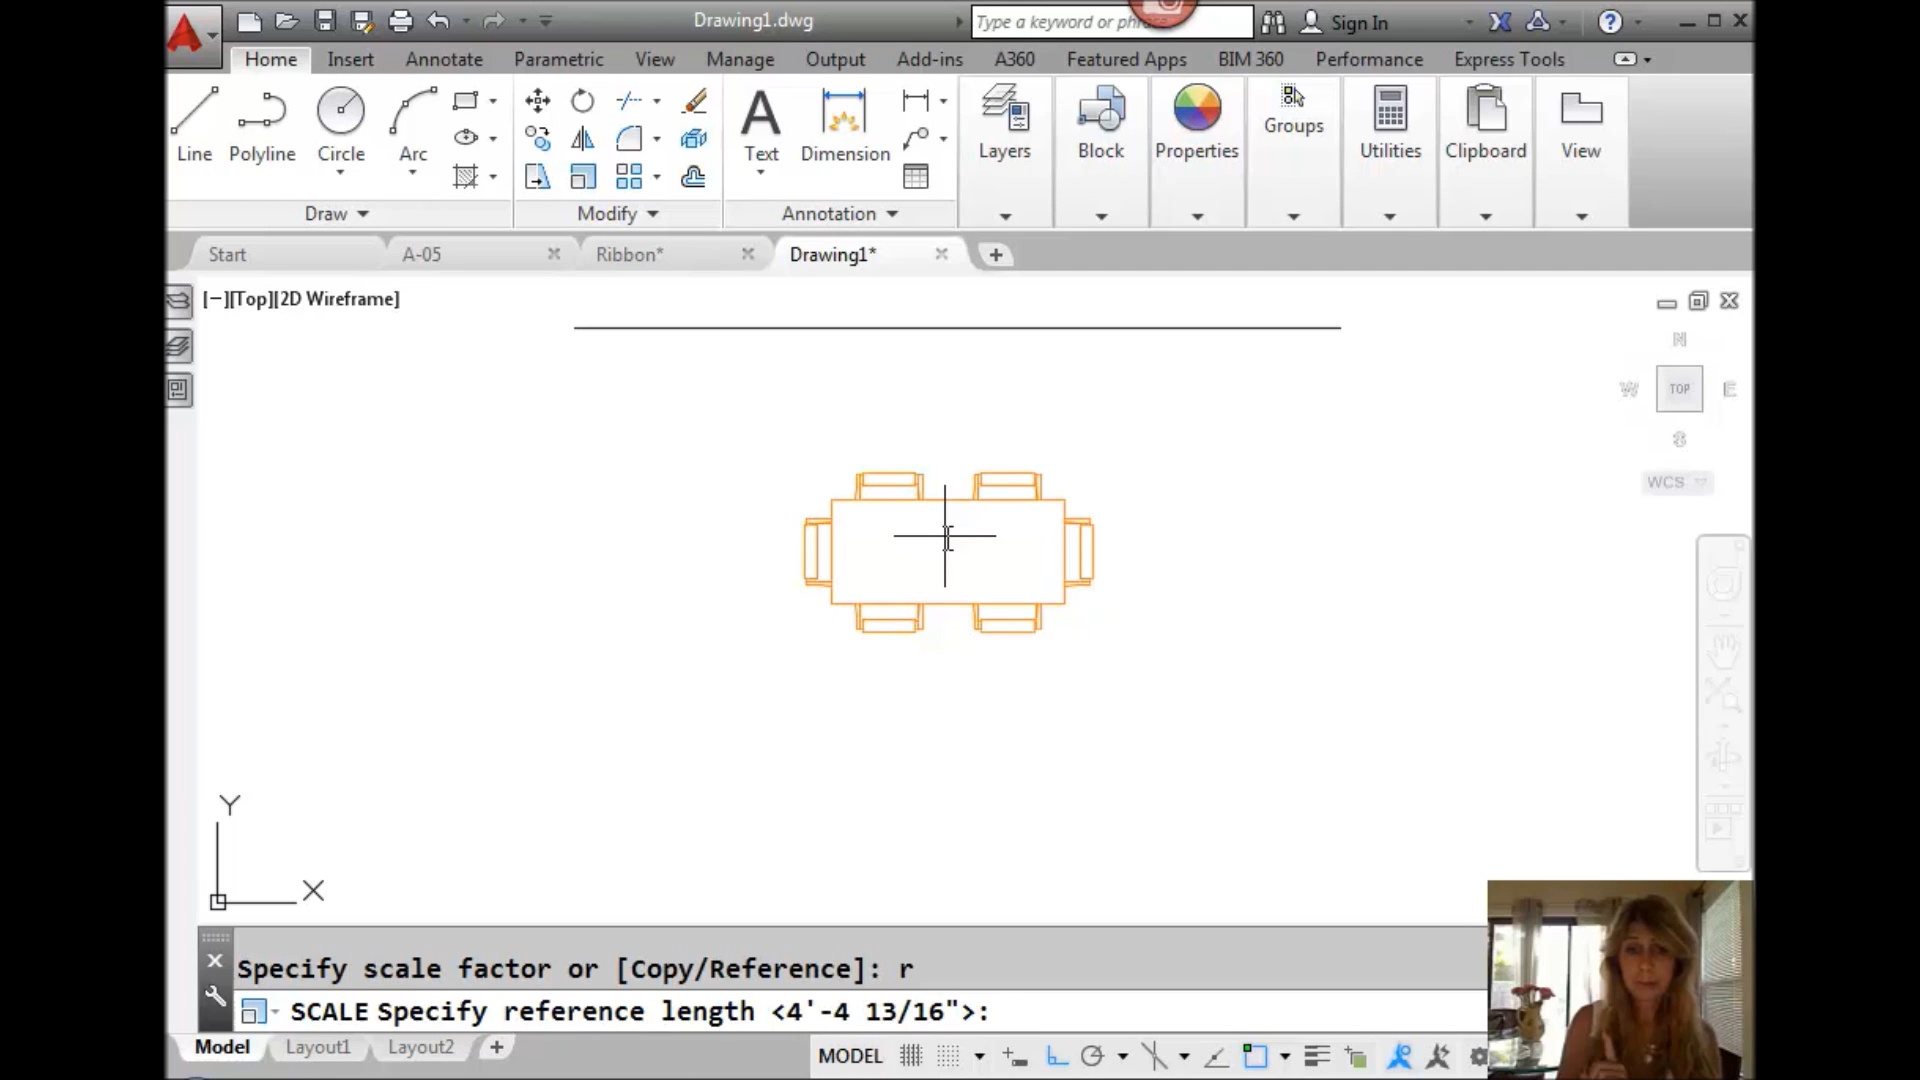 Drawing1.dwg
Type a keyword or phrase
Sign In
Home Insert Annotate Parametric View Manage Output Add-ins A360 Featured Apps BIM 360 Performance Express Tools
Line Polyline Circle Arc Text Dimension Layers Block Properties Groups Utilities Clipboard View
Draw Modify Annotation
Start A-05 Ribbon* Drawing1*
[−][Top][2D Wireframe]
N
W TOP E
S
WCS
Y
X
Specify scale factor or [Copy/Reference]: r
SCALE Specify reference length <4'-4 13/16">:
Model Layout1 Layout2 +
MODEL